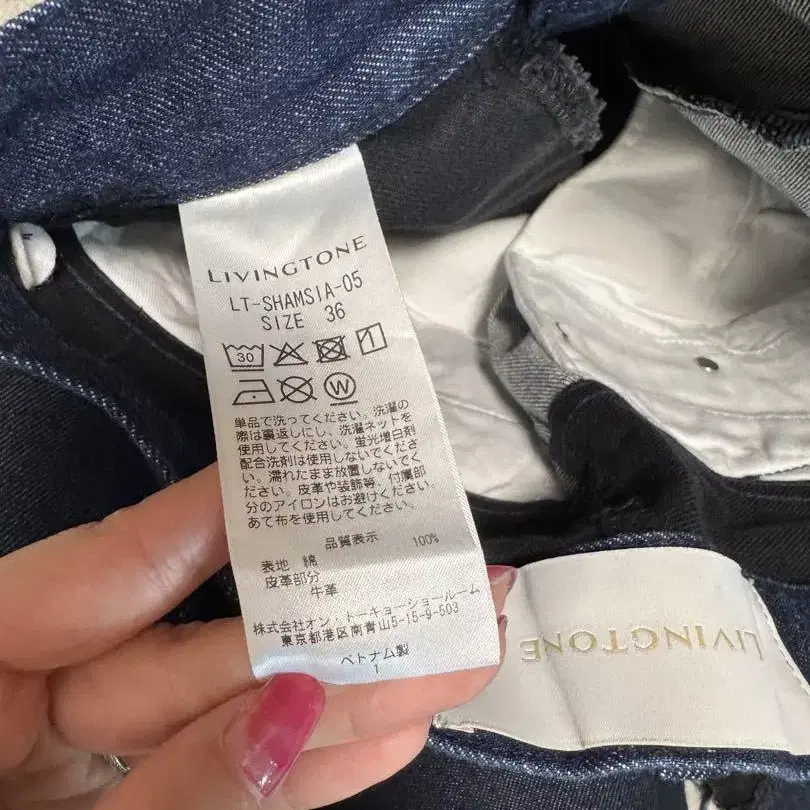 LIVINGTONE
LT-SHAMSIA-05
SIZE 36
30
W
単品で洗ってください。洗濯の
際は裏返しにし、洗濯ネットを
使用してください。蛍光増白剤
配合洗剤は使用しないでくださ
い。濡れたまま放置しないでく
ださい。皮革や装飾等、付属部
分のアイロンはお避けください。
あて布を使用してください。
品質表示
表地 綿 100%
皮革部分
牛革
株式会社オン・トーキョーショールーム
東京都港区南青山5-15-9-503
ベトナム製
1
LIVINGTONE